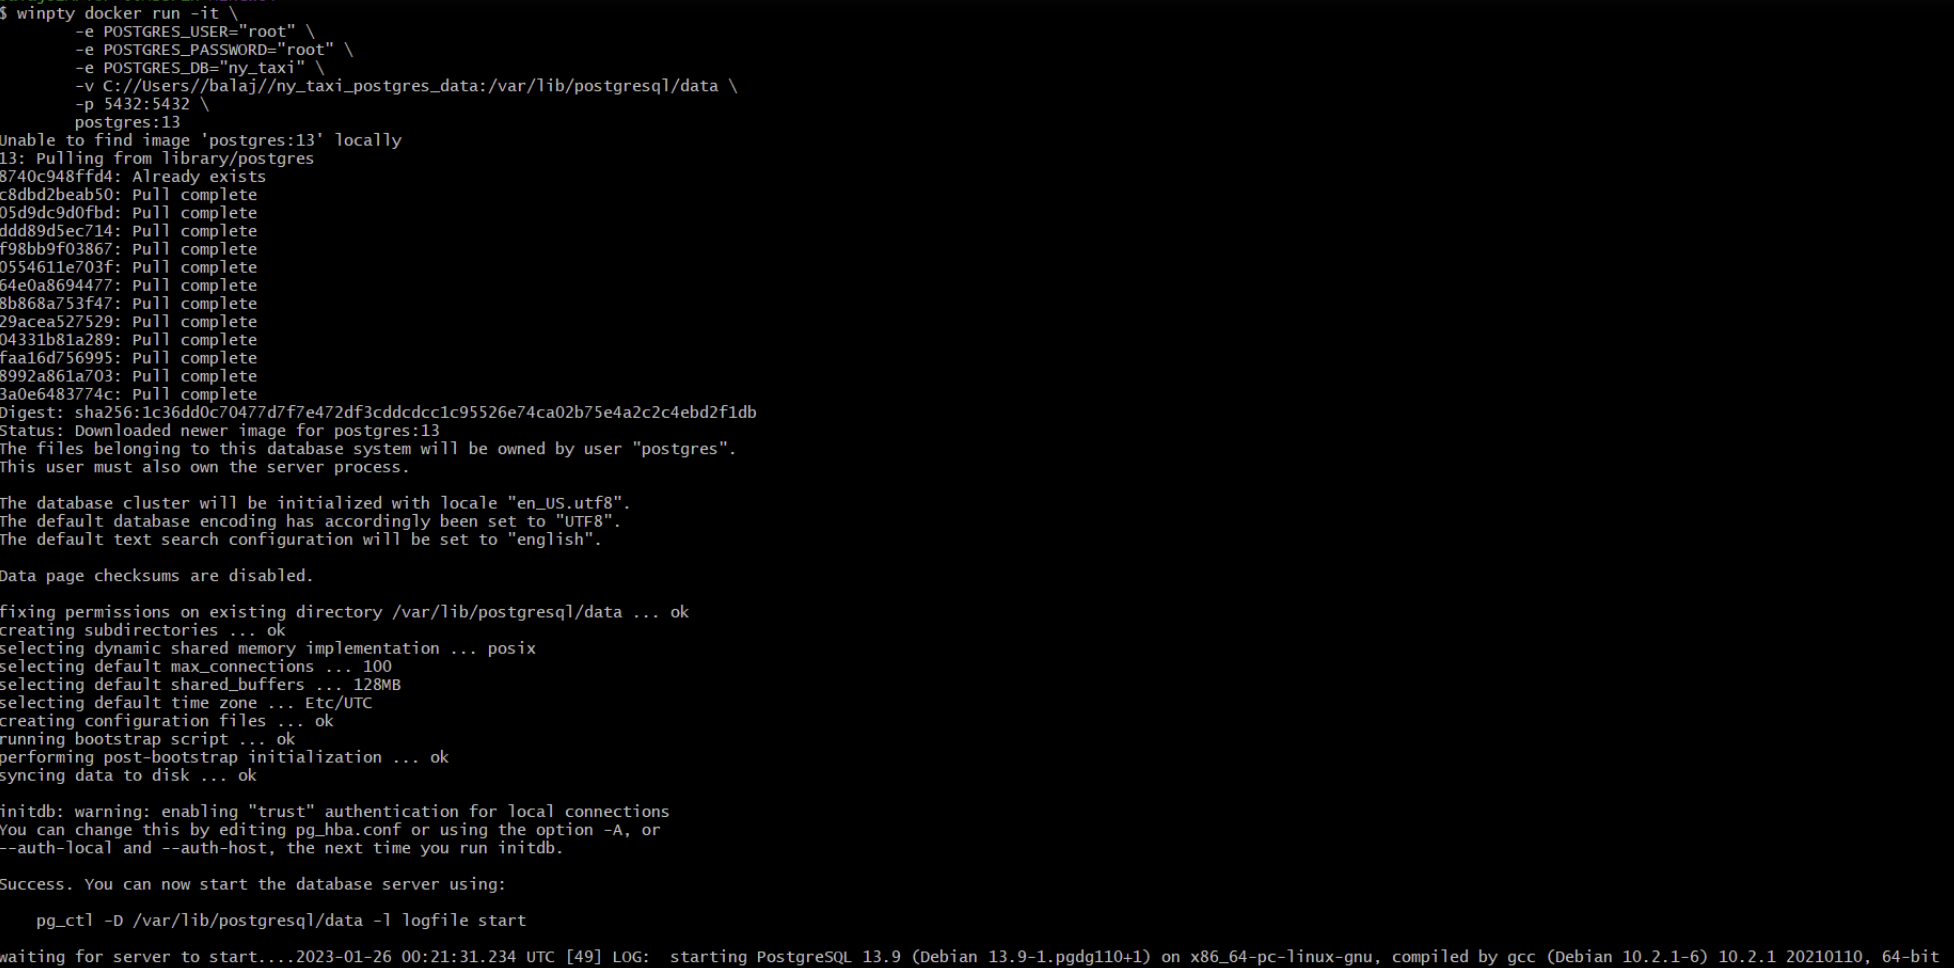 $ winpty docker run -it \
-e POSTGRES_USER="root" \
-e POSTGRES_PASSWORD="root" \
-e POSTGRES_DB="ny_taxi" \
-v C://Users//balaj//ny_taxi_postgres_data:/var/lib/postgresql/data \
-p 5432:5432 \
postgres:13
Unable to find image 'postgres:13' locally
13: Pulling from library/postgres
8740c948ffd4: Already exists
c8dbd2beab50: Pull complete
05d9dc9d0fbd: Pull complete
ddd89d5ec714: Pull complete
f98bb9f03867: Pull complete
0554611e703f: Pull complete
64e0a8694477: Pull complete
8b868a753f47: Pull complete
29acea527529: Pull complete
04331b81a289: Pull complete
faa16d756995: Pull complete
8992a861a703: Pull complete
3a0e6483774c: Pull complete
Digest: sha256:1c36dd0c70477d7f7e472df3cddcdcc1c95526e74ca02b75e4a2c2c4ebd2f1db
Status: Downloaded newer image for postgres:13
The files belonging to this database system will be owned by user "postgres".
This user must also own the server process.
The database cluster will be initialized with locale "en_US.utf8".
The default database encoding has accordingly been set to "UTF8".
The default text search configuration will be set to "english".
Data page checksums are disabled.
fixing permissions on existing directory /var/lib/postgresql/data ... ok
creating subdirectories ... ok
selecting dynamic shared memory implementation ... posix
selecting default max_connections ... 100
selecting default shared_buffers ... 128MB
selecting default time zone ... Etc/UTC
creating configuration files ... ok
running bootstrap script ... ok
performing post-bootstrap initialization ... ok
syncing data to disk ... ok
initdb: warning: enabling "trust" authentication for local connections
You can change this by editing pg_hba.conf or using the option -A, or
--auth-local and --auth-host, the next time you run initdb.
Success. You can now start the database server using:
pg_ctl -D /var/lib/postgresql/data -l logfile start
waiting for server to start....2023-01-26 00:21:31.234 UTC [49] LOG:  starting PostgreSQL 13.9 (Debian 13.9-1.pgdg110+1) on x86_64-pc-linux-gnu, compiled by gcc (Debian 10.2.1-6) 10.2.1 20210110, 64-bit